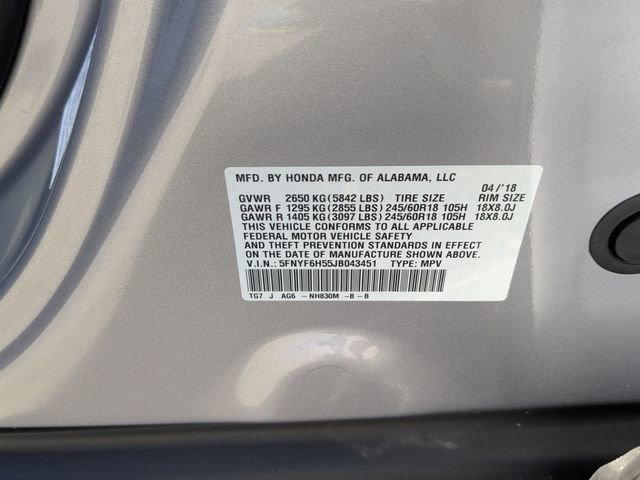 MFD. BY HONDA MFG. OF ALABAMA, LLC 04/'18
GVWR 2650 KG (5842 LBS) TIRE SIZE RIM SIZE
GAWR F 1295 KG (2855 LBS) 245/60R18 105H 18X8.0J
GAWR R 1405 KG (3097 LBS) 245/60R18 105H 18X8.0J
THIS VEHICLE CONFORMS TO ALL APPLICABLE
FEDERAL MOTOR VEHICLE SAFETY
AND THEFT PREVENTION STANDARDS IN EFFECT
ON THE DATE OF MANUFACTURE SHOWN ABOVE.
V.I.N.: 5FNYF6H55JB043451 TYPE: MPV
TG7 J AG6 -NH830M -B -B